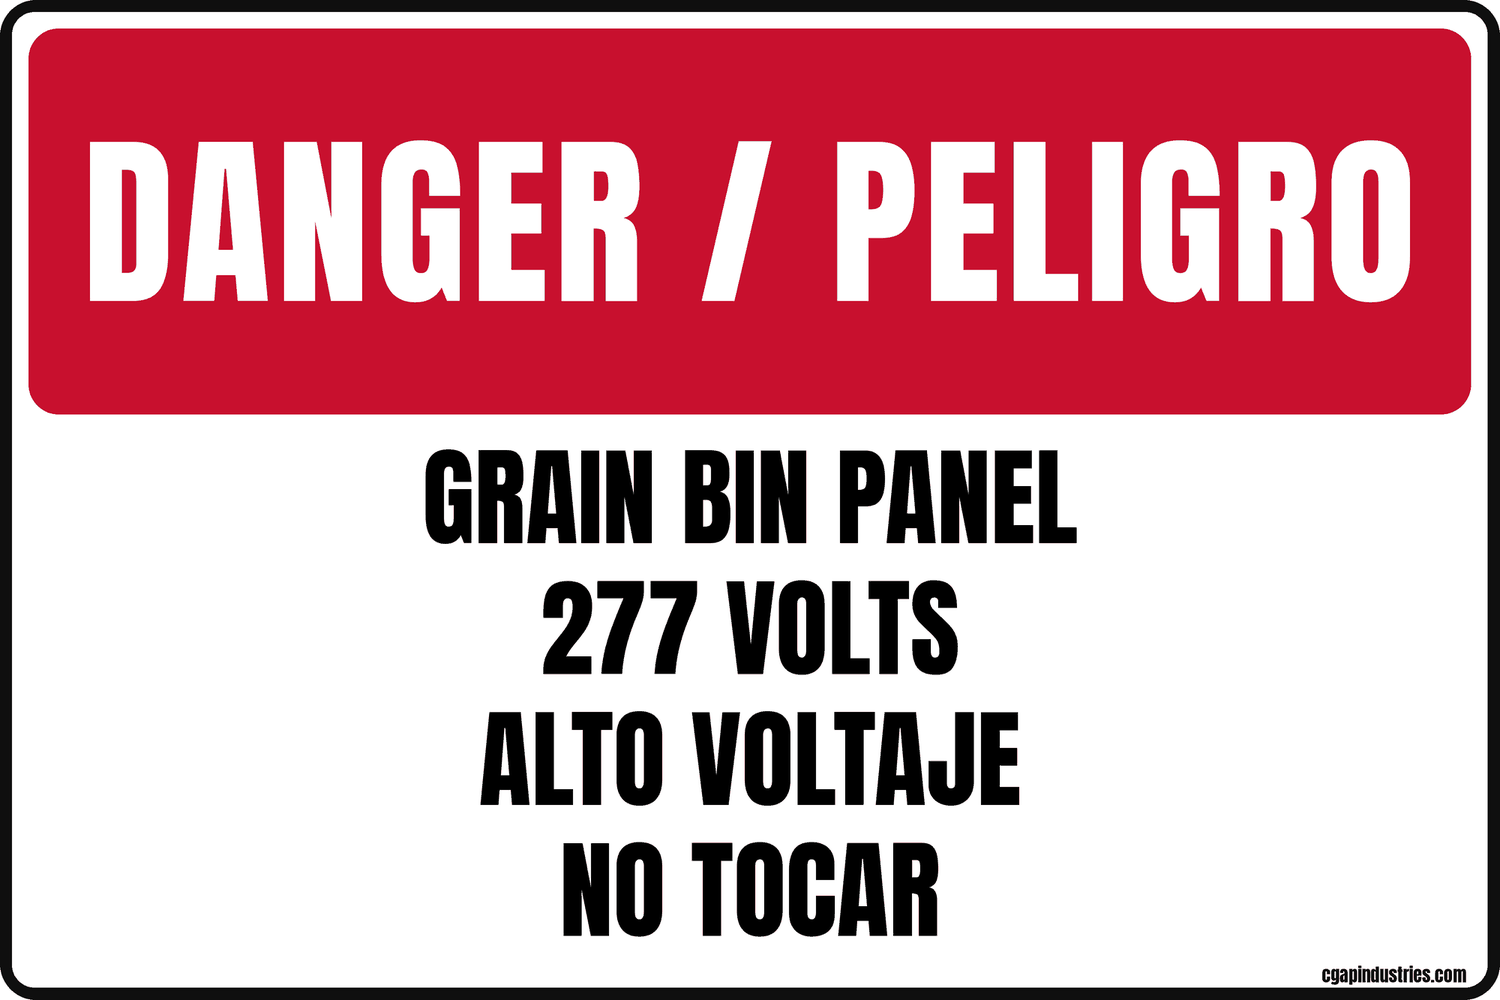 DANGER / PELIGRO
GRAIN BIN PANEL
277 VOLTS
ALTO VOLTAJE
NO TOCAR
cgapindustries.com